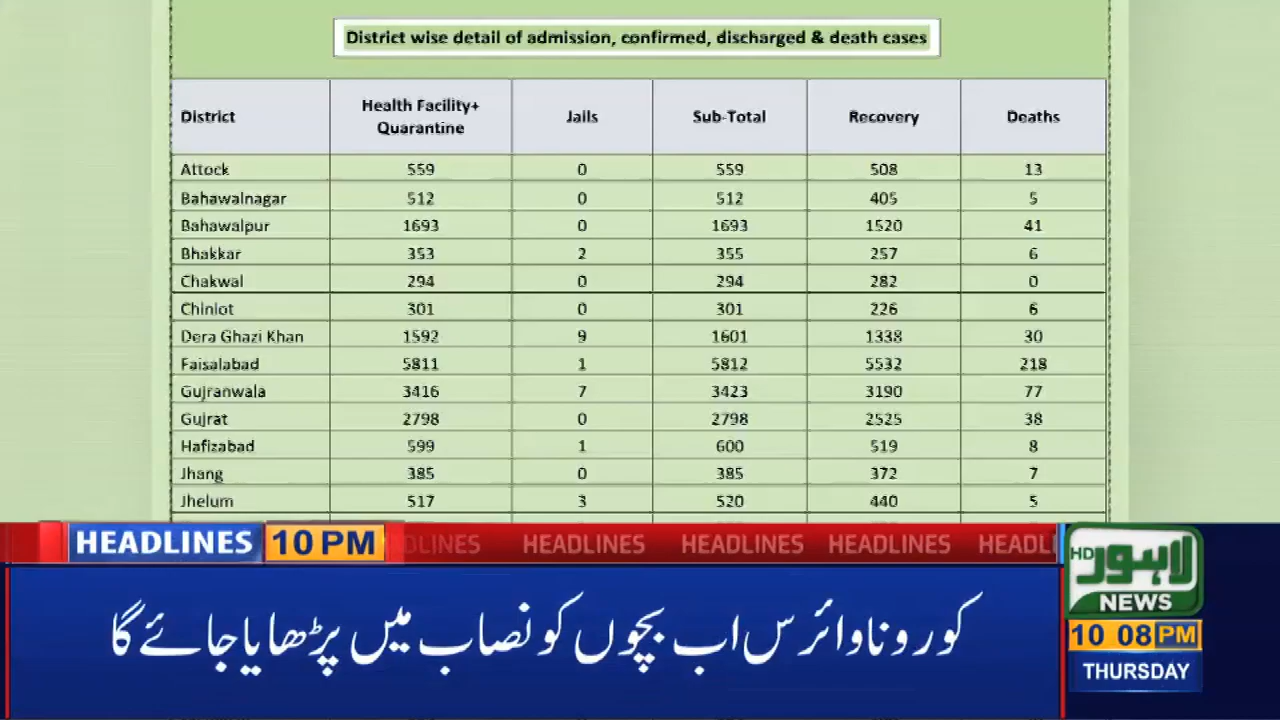 District wise detail of admission, confirmed, discharged & death cases
District Health Facility+ Quarantine Jails Sub-Total Recovery Deaths
Attock 559 0 559 508 13
Bahawalnagar 512 0 512 405 5
Bahawalpur 1693 0 1693 1520 41
Bhakkar 353 2 355 257 6
Chakwal 294 0 294 282 0
Chiniot 301 0 301 226 6
Dera Ghazi Khan 1592 9 1601 1338 30
Faisalabad 5811 1 5812 5532 218
Gujranwala 3416 7 3423 3190 77
Gujrat 2798 0 2798 2525 38
Hafizabad 599 1 600 519 8
Jhang 385 0 385 372 7
Jhelum 517 3 520 440 5
HEADLINES 10 PM DLINES HEADLINES HEADLINES HEADLINES HEADL
کورونا وائرس اب بچوں کو نصاب میں پڑھایا جائے گا
HD لاہور
NEWS
10 08 PM
THURSDAY